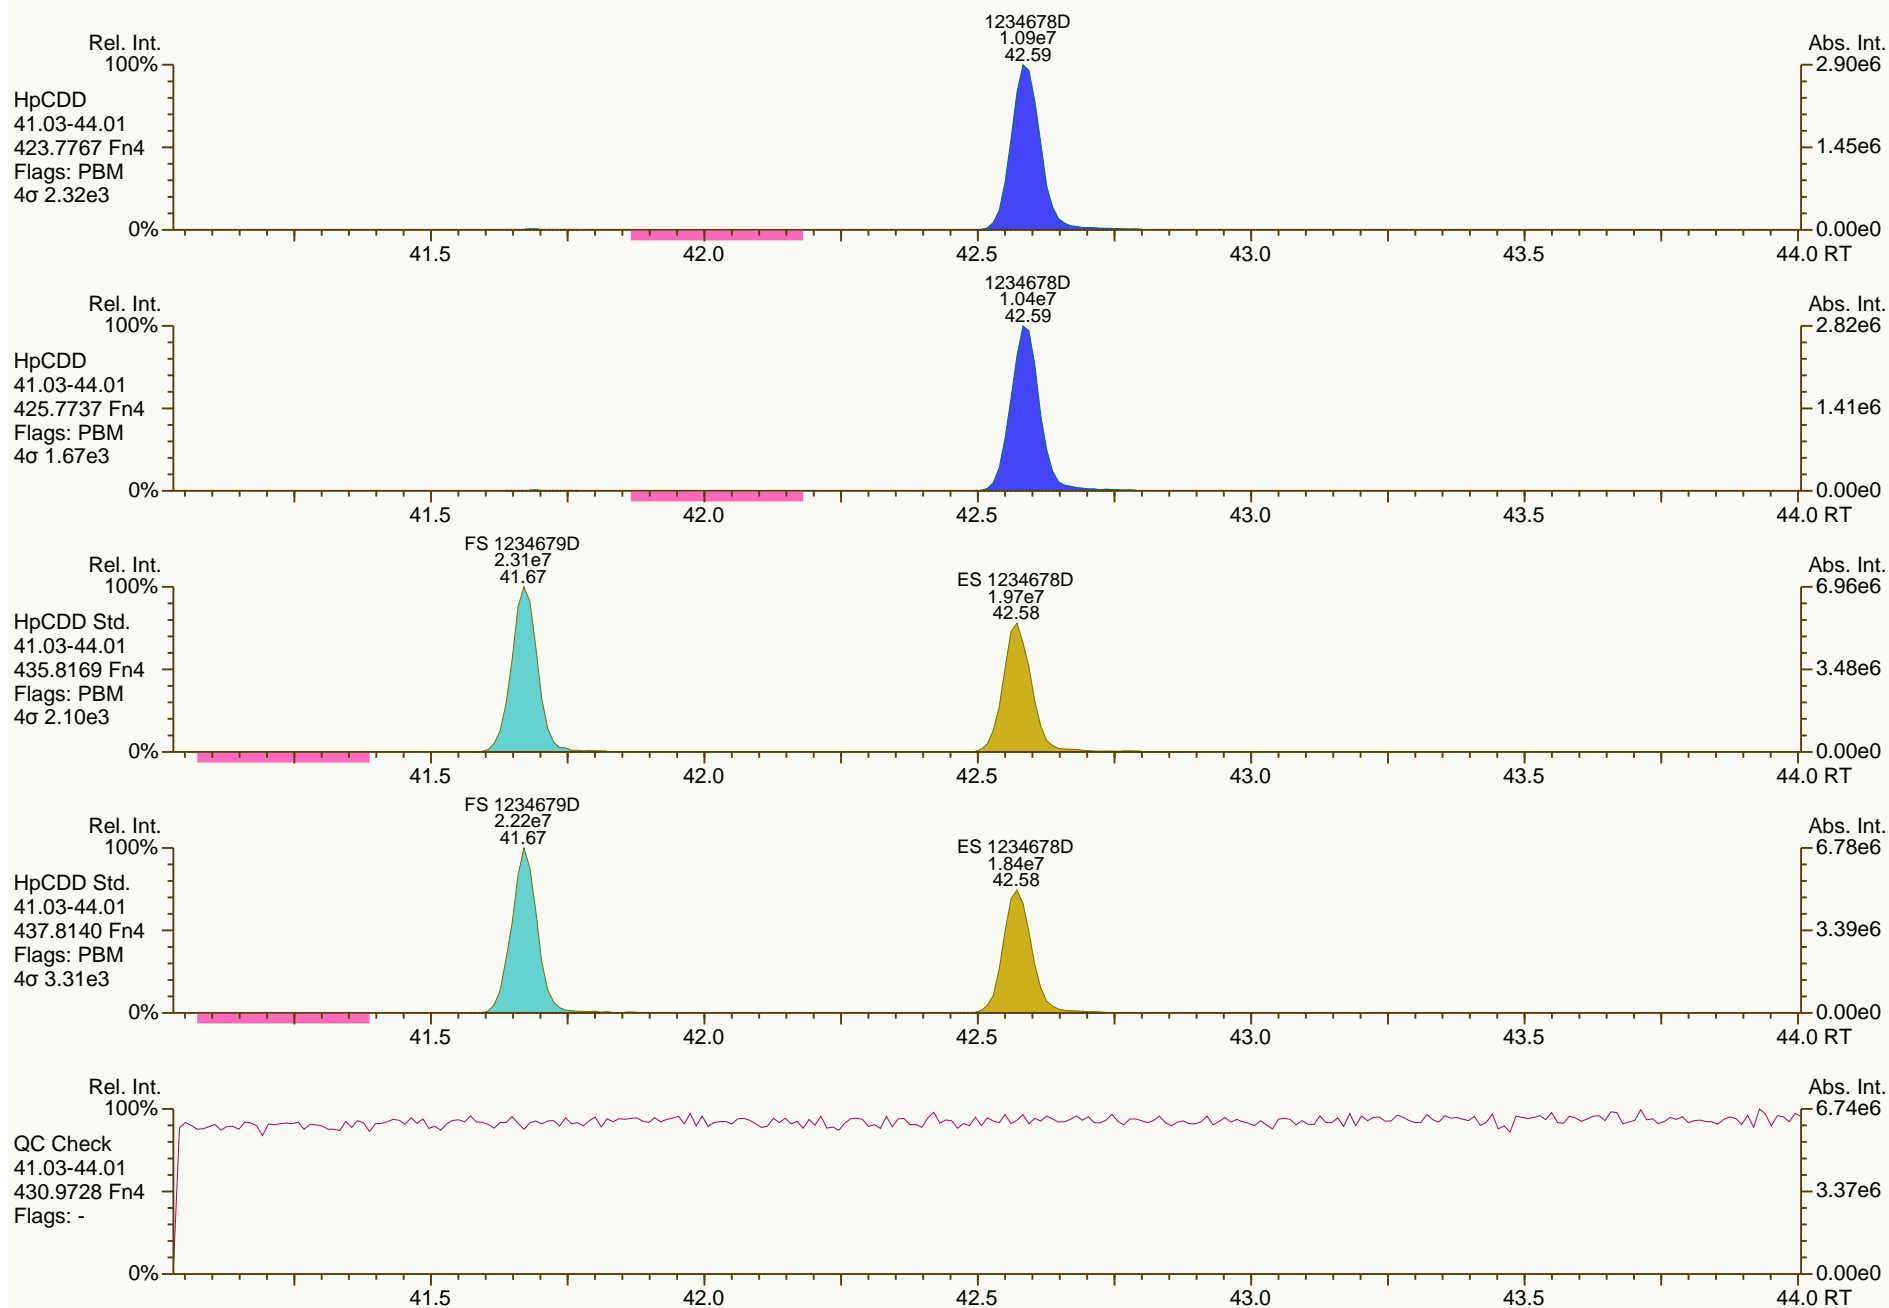 1234678D
1.09e7
42.59
Rel. Int.
Abs. Int.
100%
2.90e6
HpCDD
41.03-44.01
423.7767 Fn4
1.45e6
Flags: PBM
4σ 2.32e3
0%
0.00e0
41.5 42.0 42.5 43.0 43.5 44.0 RT
1234678D
1.04e7
42.59
Rel. Int.
Abs. Int.
100%
2.82e6
HpCDD
41.03-44.01
425.7737 Fn4
1.41e6
Flags: PBM
4σ 1.67e3
0%
0.00e0
41.5 42.0 42.5 43.0 43.5 44.0 RT
FS 1234679D
2.31e7
41.67
ES 1234678D
1.97e7
42.58
Rel. Int.
Abs. Int.
100%
6.96e6
HpCDD Std.
41.03-44.01
435.8169 Fn4
3.48e6
Flags: PBM
4σ 2.10e3
0%
0.00e0
41.5 42.0 42.5 43.0 43.5 44.0 RT
FS 1234679D
2.22e7
41.67
ES 1234678D
1.84e7
42.58
Rel. Int.
Abs. Int.
100%
6.78e6
HpCDD Std.
41.03-44.01
437.8140 Fn4
3.39e6
Flags: PBM
4σ 3.31e3
0%
0.00e0
41.5 42.0 42.5 43.0 43.5 44.0 RT
Rel. Int.
Abs. Int.
100%
6.74e6
QC Check
41.03-44.01
430.9728 Fn4
3.37e6
Flags: -
0%
0.00e0
41.5 42.0 42.5 43.0 43.5 44.0 RT